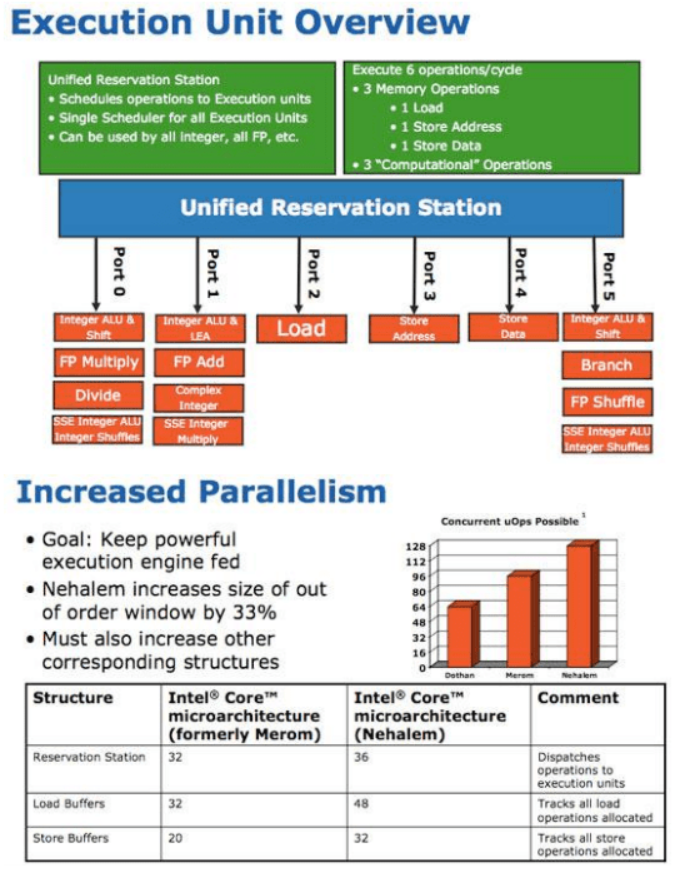 Execution Unit Overview
Unified Reservation Station
• Schedules operations to Execution units
• Single Scheduler for all Execution Units
• Can be used by all integer, all FP, etc.
Execute 6 operations/cycle
• 3 Memory Operations
• 1 Load
• 1 Store Address
• 1 Store Data
• 3 "Computational" Operations
Unified Reservation Station
Port 0
Port 1
Port 2
Port 3
Port 4
Port 5
Integer ALU &
Shift
FP Multiply
Divide
SSE Integer ALU
Integer Shuffles
Integer ALU &
LEA
FP Add
Complex
Integer
SSE Integer
Multiply
Load
Store
Address
Store
Data
Integer ALU &
Shift
Branch
FP Shuffle
SSE Integer ALU
Integer Shuffles
Increased Parallelism
• Goal: Keep powerful
execution engine fed
• Nehalem increases size of out
of order window by 33%
• Must also increase other
corresponding structures
Concurrent uOps Possible 1
128
112
96
80
64
48
32
16
0
Dothan
Merom
Nehalem
Structure
Intel® Core™
microarchitecture
(formerly Merom)
Intel® Core™
microarchitecture
(Nehalem)
Comment
Reservation Station
32
36
Dispatches
operations to
execution units
Load Buffers
32
48
Tracks all load
operations allocated
Store Buffers
20
32
Tracks all store
operations allocated